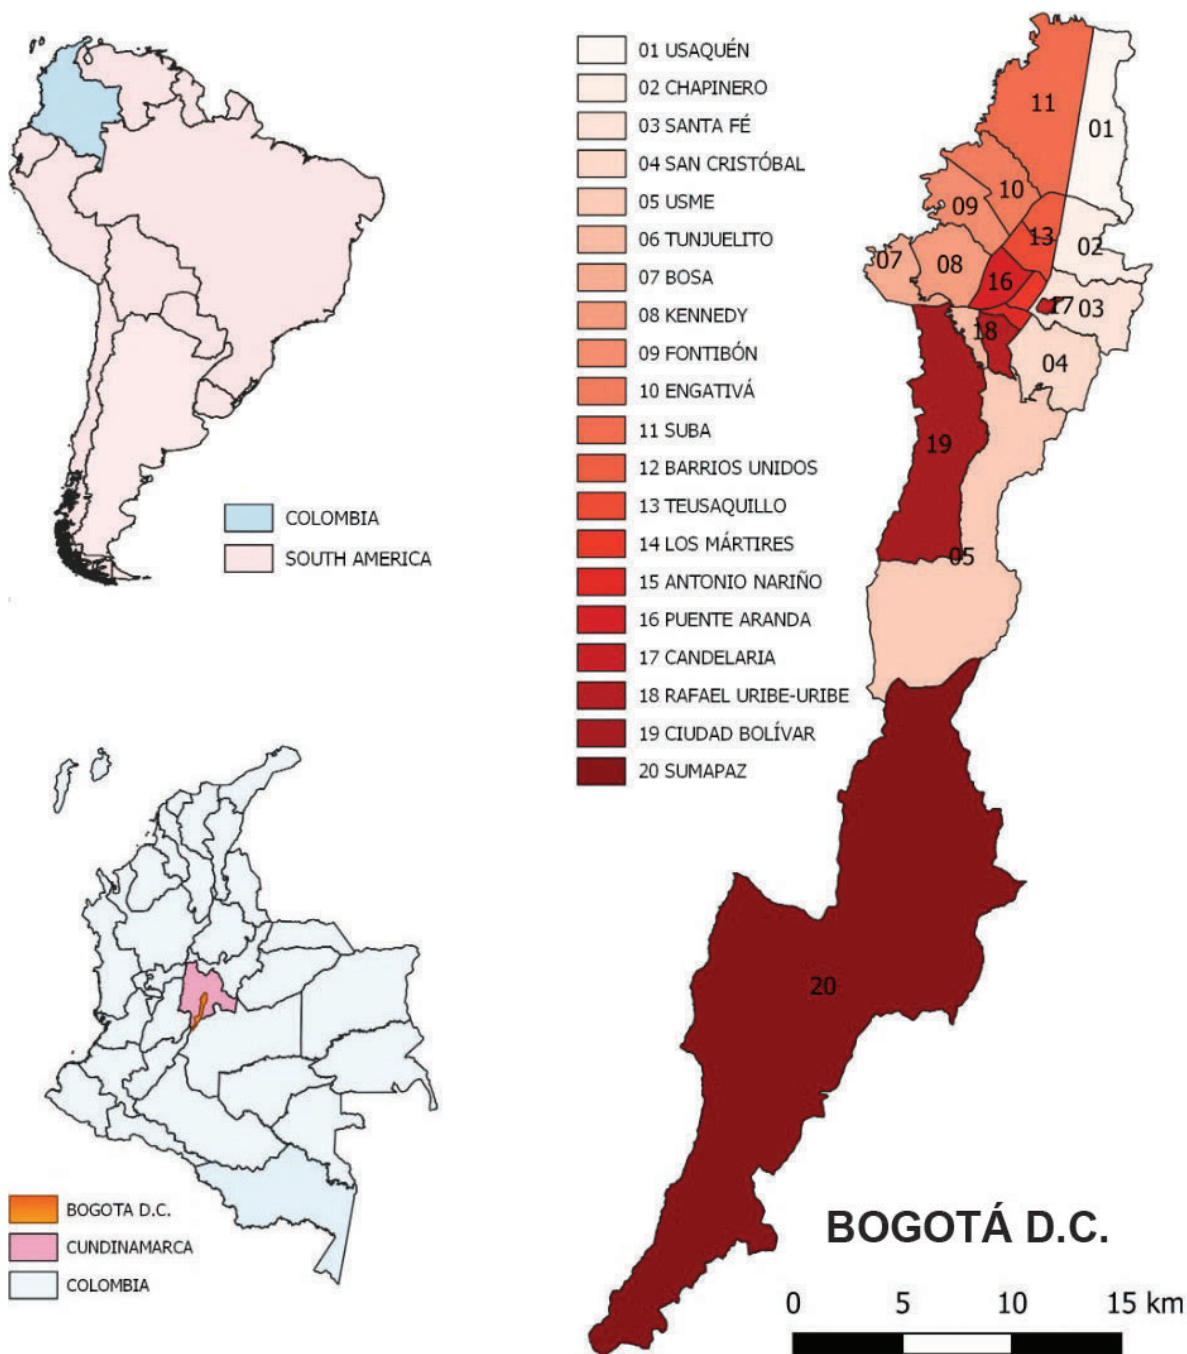 COLOMBIA
SOUTH AMERICA
01 USAQUÉN
02 CHAPINERO
03 SANTA FÉ
04 SAN CRISTÓBAL
05 USME
06 TUNJUELITO
07 BOSA
08 KENNEDY
09 FONTIBÓN
10 ENGATIVÁ
11 SUBA
12 BARRIOS UNIDOS
13 TEUSAQUILLO
14 LOS MÁRTIRES
15 ANTONIO NARIÑO
16 PUENTE ARANDA
17 CANDELARIA
18 RAFAEL URIBE-URIBE
19 CIUDAD BOLÍVAR
20 SUMAPAZ
11
01
10
09
13
02
07
08
16
17
03
18
04
19
05
20
BOGOTA D.C.
CUNDINAMARCA
COLOMBIA
BOGOTÁ D.C.
0 5 10 15 km